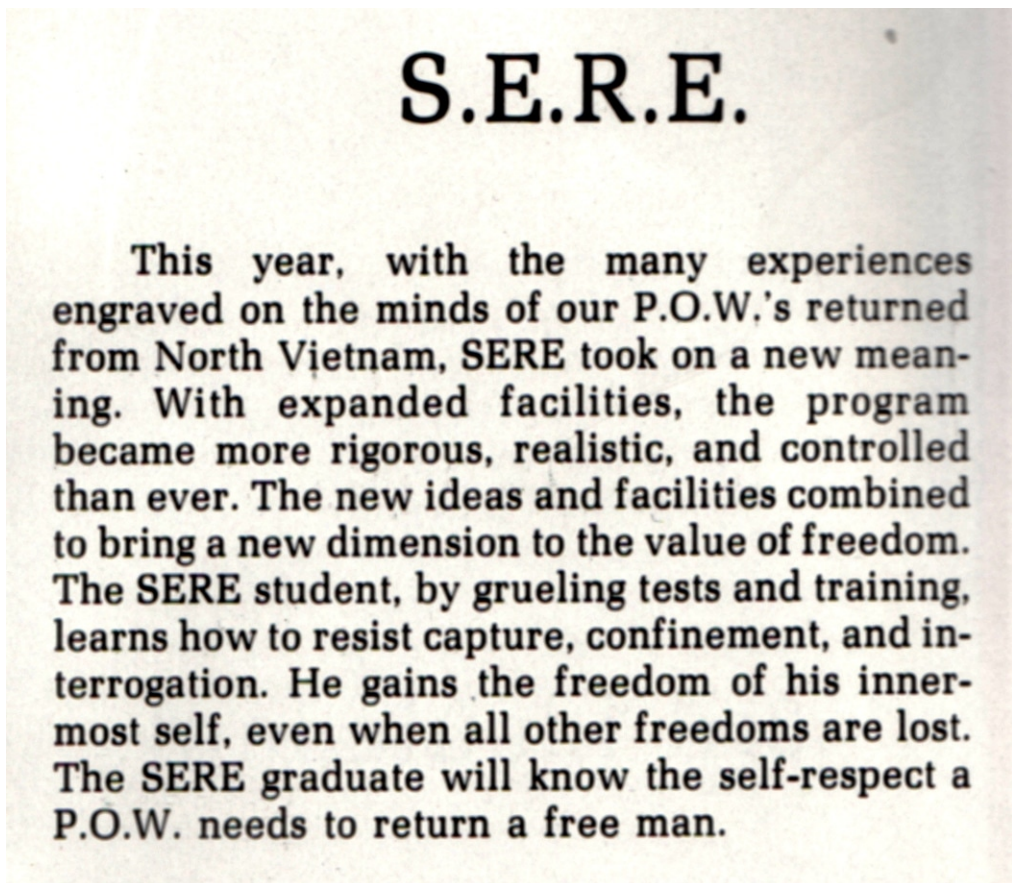 S.E.R.E.
This year, with the many experiences
engraved on the minds of our P.O.W.'s returned
from North Vietnam, SERE took on a new mean-
ing. With expanded facilities, the program
became more rigorous, realistic, and controlled
than ever. The new ideas and facilities combined
to bring a new dimension to the value of freedom.
The SERE student, by grueling tests and training,
learns how to resist capture, confinement, and in-
terrogation. He gains the freedom of his inner-
most self, even when all other freedoms are lost.
The SERE graduate will know the self-respect a
P.O.W. needs to return a free man.